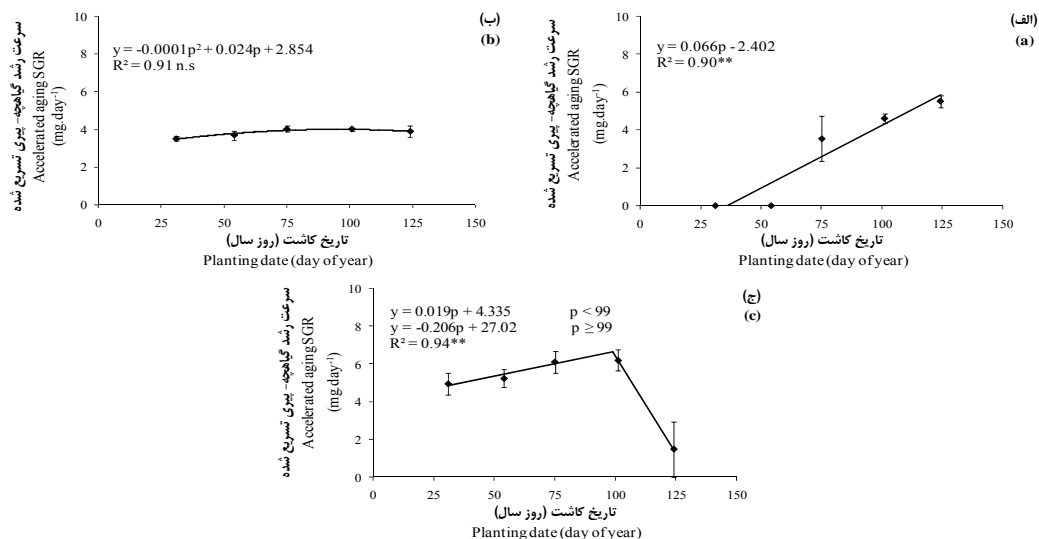 (الف)
(a)
y = 0.066p - 2.402
R² = 0.90**
سرعت رشد گیاهچه- پیری تسریع شده
Accelerated aging SGR
(mg.day⁻¹)
10
8
6
4
2
0
0 25 50 75 100 125 150
تاریخ کاشت (روز سال)
Planting date (day of year)
(ب)
(b)
y = -0.0001p² + 0.024p + 2.854
R² = 0.91 n.s
سرعت رشد گیاهچه- پیری تسریع شده
Accelerated aging SGR
(mg.day⁻¹)
10
8
6
4
2
0
0 25 50 75 100 125 150
تاریخ کاشت (روز سال)
Planting date (day of year)
(ج)
(c)
y = 0.019p + 4.335 p < 99
y = -0.206p + 27.02 p ≥ 99
R² = 0.94**
سرعت رشد گیاهچه- پیری تسریع شده
Accelerated aging SGR
(mg.day⁻¹)
10
8
6
4
2
0
0 25 50 75 100 125 150
تاریخ کاشت (روز سال)
Planting date (day of year)